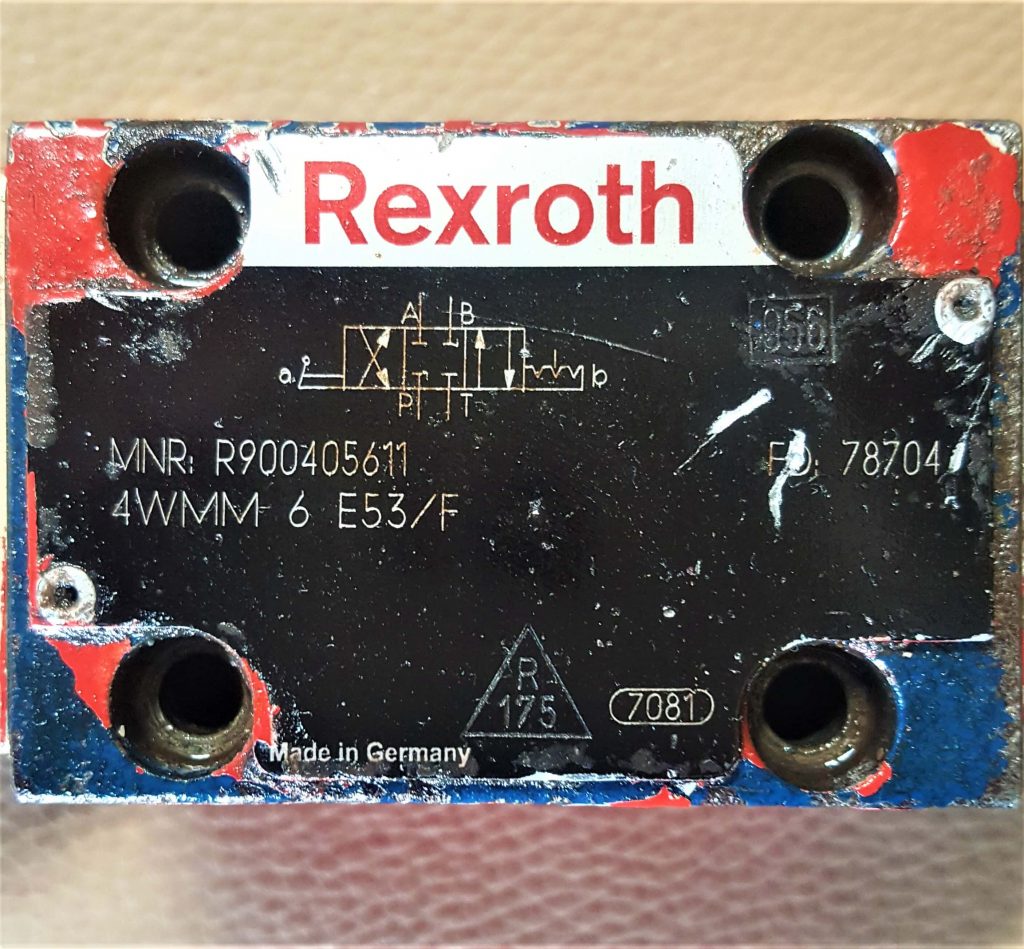 Rexroth
A B
956
a b
P T
MNR: R900405611 FD: 78704
4WMM 6 E53/F
R
175
7081
Made in Germany